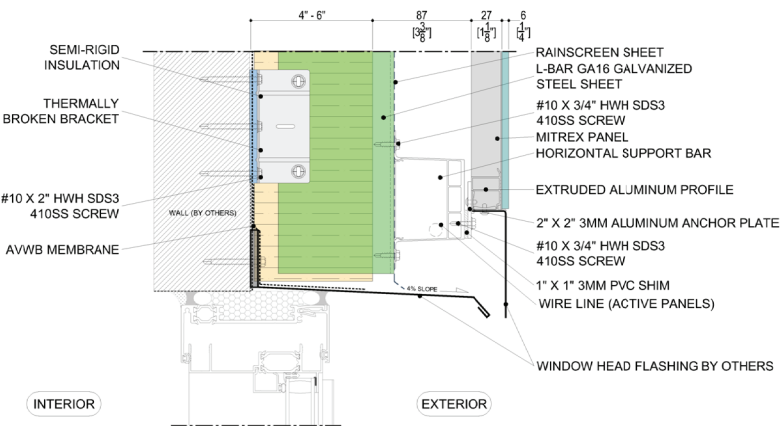 4" - 6"
87
[3 3/8"]
27
[1 1/8"]
6
[1/4"]
SEMI-RIGID
INSULATION
THERMALLY
BROKEN BRACKET
#10 X 2" HWH SDS3
410SS SCREW
WALL (BY OTHERS)
AVWB MEMBRANE
RAINSCREEN SHEET
L-BAR GA16 GALVANIZED
STEEL SHEET
#10 X 3/4" HWH SDS3
410SS SCREW
MITREX PANEL
HORIZONTAL SUPPORT BAR
EXTRUDED ALUMINUM PROFILE
2" X 2" 3MM ALUMINUM ANCHOR PLATE
#10 X 3/4" HWH SDS3
410SS SCREW
1" X 1" 3MM PVC SHIM
WIRE LINE (ACTIVE PANELS)
4% SLOPE
WINDOW HEAD FLASHING BY OTHERS
INTERIOR
EXTERIOR